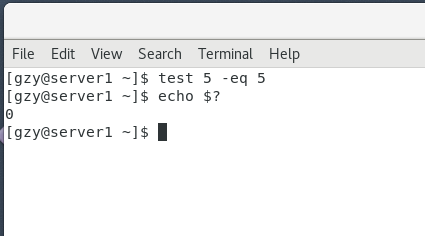 File Edit View Search Terminal Help
[gzy@server1 ~]$ test 5 -eq 5
[gzy@server1 ~]$ echo $?
0
[gzy@server1 ~]$